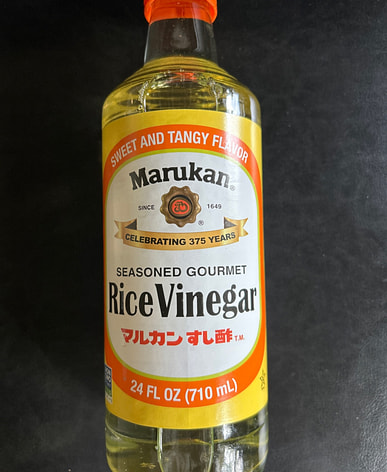 SWEET AND TANGY FLAVOR
Marukan®
SINCE 1649
®
CELEBRATING 375 YEARS
SEASONED GOURMET
Rice Vinegar
マルカン すし酢 T.M.
24 FL OZ (710 mL)